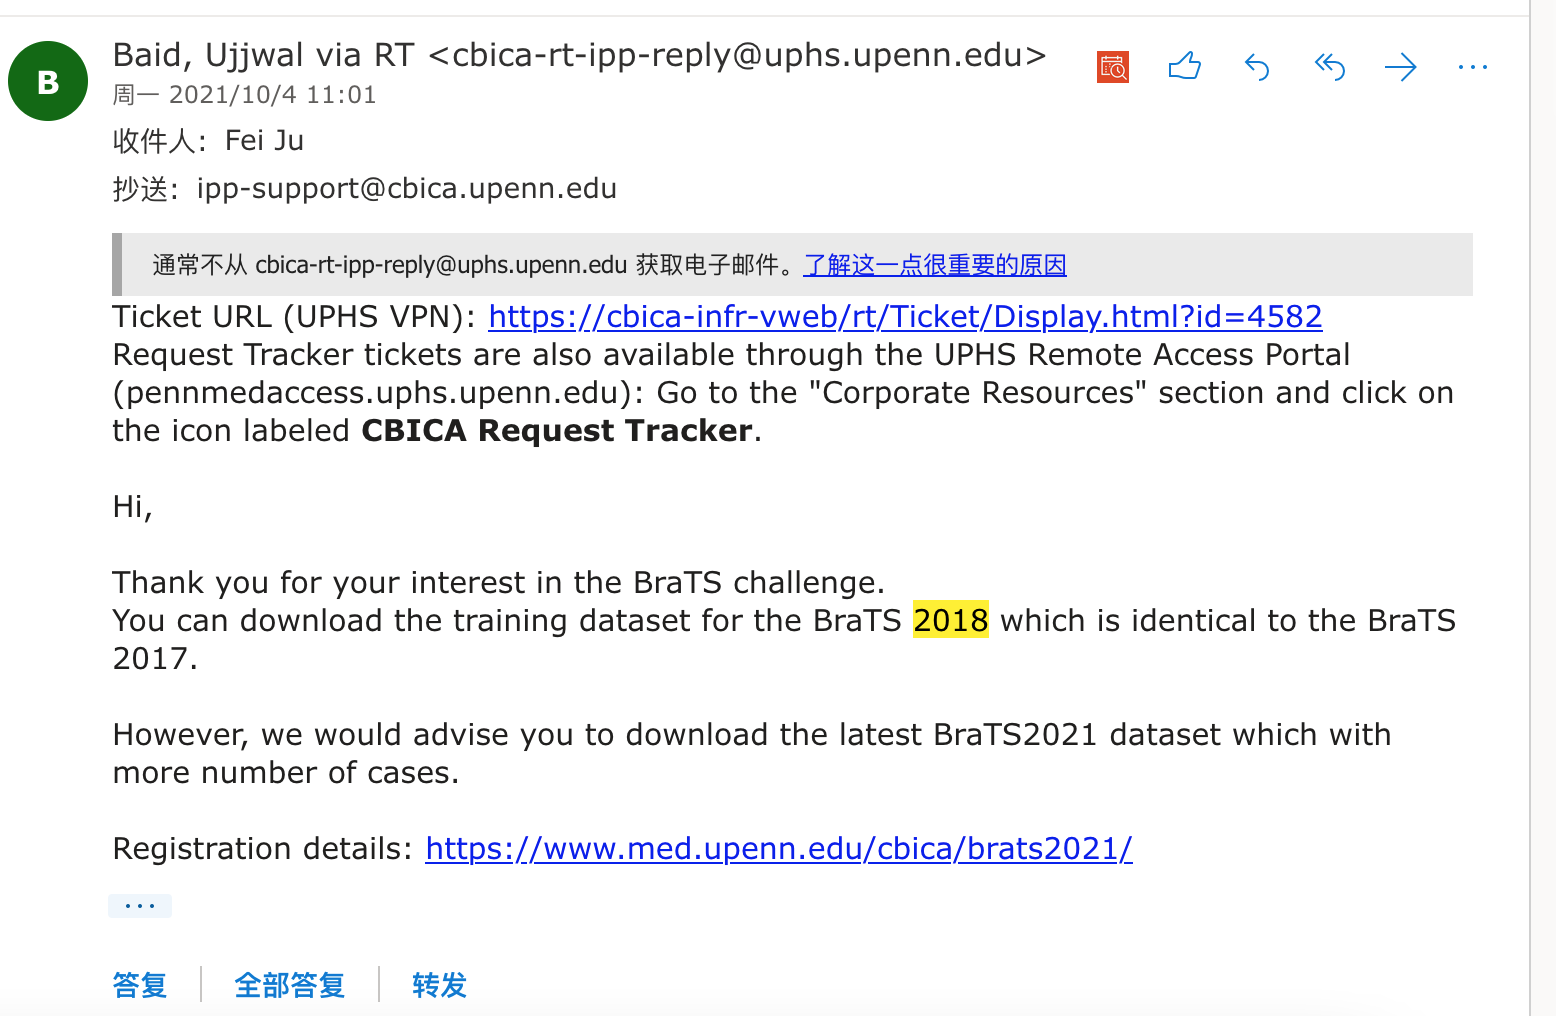 B
Baid, Ujjwal via RT <cbica-rt-ipp-reply@uphs.upenn.edu>
周一 2021/10/4 11:01
收件人: Fei Ju
抄送: ipp-support@cbica.upenn.edu
通常不从 cbica-rt-ipp-reply@uphs.upenn.edu 获取电子邮件。了解这一点很重要的原因
Ticket URL (UPHS VPN): https://cbica-infr-vweb/rt/Ticket/Display.html?id=4582
Request Tracker tickets are also available through the UPHS Remote Access Portal
(pennmedaccess.uphs.upenn.edu): Go to the "Corporate Resources" section and click on
the icon labeled CBICA Request Tracker.
Hi,
Thank you for your interest in the BraTS challenge.
You can download the training dataset for the BraTS 2018 which is identical to the BraTS
2017.
However, we would advise you to download the latest BraTS2021 dataset which with
more number of cases.
Registration details: https://www.med.upenn.edu/cbica/brats2021/
...
答复 全部答复 转发